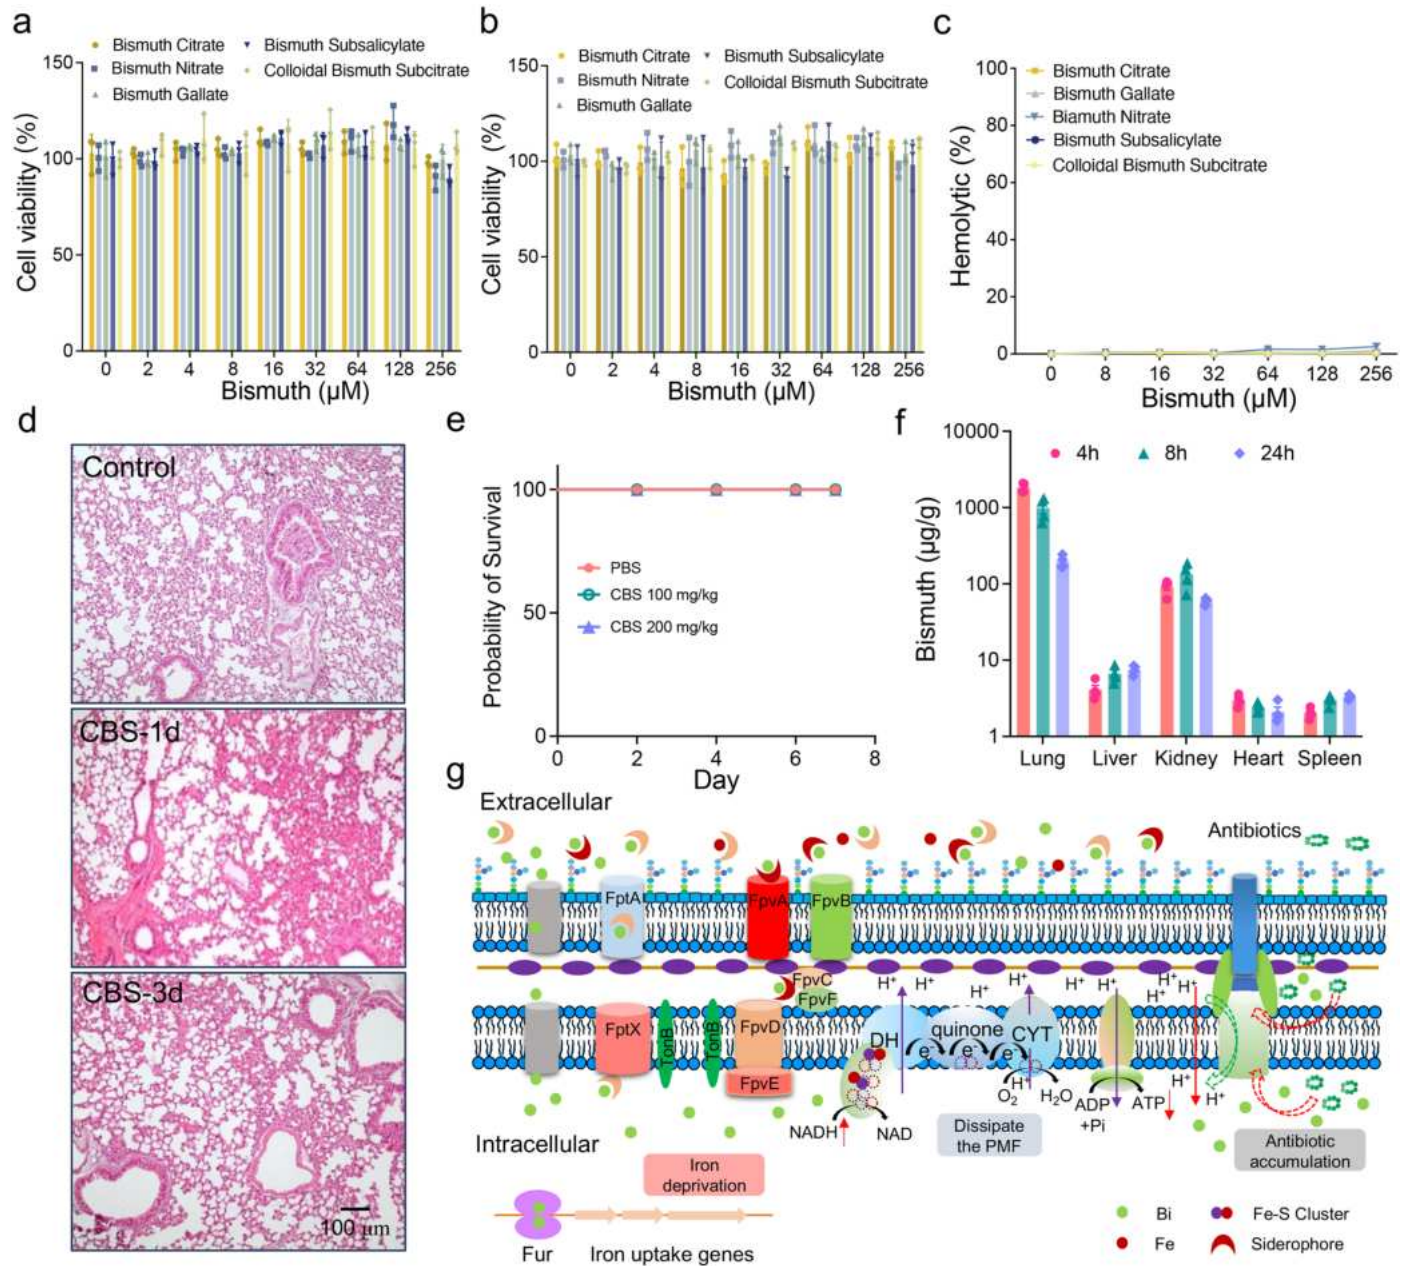 a
Bismuth Citrate
Bismuth Subsalicylate
Bismuth Nitrate
Colloidal Bismuth Subcitrate
Bismuth Gallate
Cell viability (%)
150
100
50
0
0 2 4 8 16 32 64 128 256
Bismuth (µM)
b
Bismuth Citrate
Bismuth Subsalicylate
Bismuth Nitrate
Colloidal Bismuth Subcitrate
Bismuth Gallate
Cell viability (%)
150
100
50
0
0 2 4 8 16 32 64 128 256
Bismuth (µM)
c
Bismuth Citrate
Bismuth Gallate
Biamuth Nitrate
Bismuth Subsalicylate
Colloidal Bismuth Subcitrate
Hemolytic (%)
100
80
60
40
20
0
0 8 16 32 64 128 256
Bismuth (µM)
d
Control
CBS-1d
CBS-3d
100 µm
e
Probability of Survival
100
50
0
PBS
CBS 100 mg/kg
CBS 200 mg/kg
0 2 4 6 8
Day
f
Bismuth (µg/g)
10000
1000
100
10
1
4h 8h 24h
Lung Liver Kidney Heart Spleen
g
Extracellular
Antibiotics
FptA
FpvA
FpvB
FpvC
FpvF
H⁺ H⁺ H⁺ H⁺ H⁺ H⁺ H⁺ H⁺
FptX
TonB
TonB
FpvD
FpvE
DH
quinone
CYT
e⁻ e⁻ e⁻
H⁺
O₂
H₂O
NADH
NAD
ADP
+Pi
ATP
H⁺
H⁺
Dissipate
the PMF
Antibiotic
accumulation
Intracellular
Iron
deprivation
Fur
Iron uptake genes
Bi
Fe-S Cluster
Fe
Siderophore